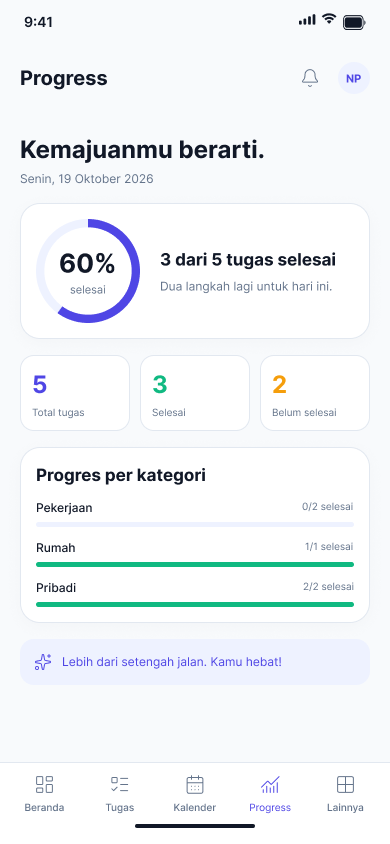 9:41
Progress
NP
Kemajuanmu berarti.
Senin, 19 Oktober 2026
60%
selesai
3 dari 5 tugas selesai
Dua langkah lagi untuk hari ini.
5
Total tugas
3
Selesai
2
Belum selesai
Progres per kategori
Pekerjaan 0/2 selesai
Rumah 1/1 selesai
Pribadi 2/2 selesai
Lebih dari setengah jalan. Kamu hebat!
Beranda Tugas Kalender Progress Lainnya